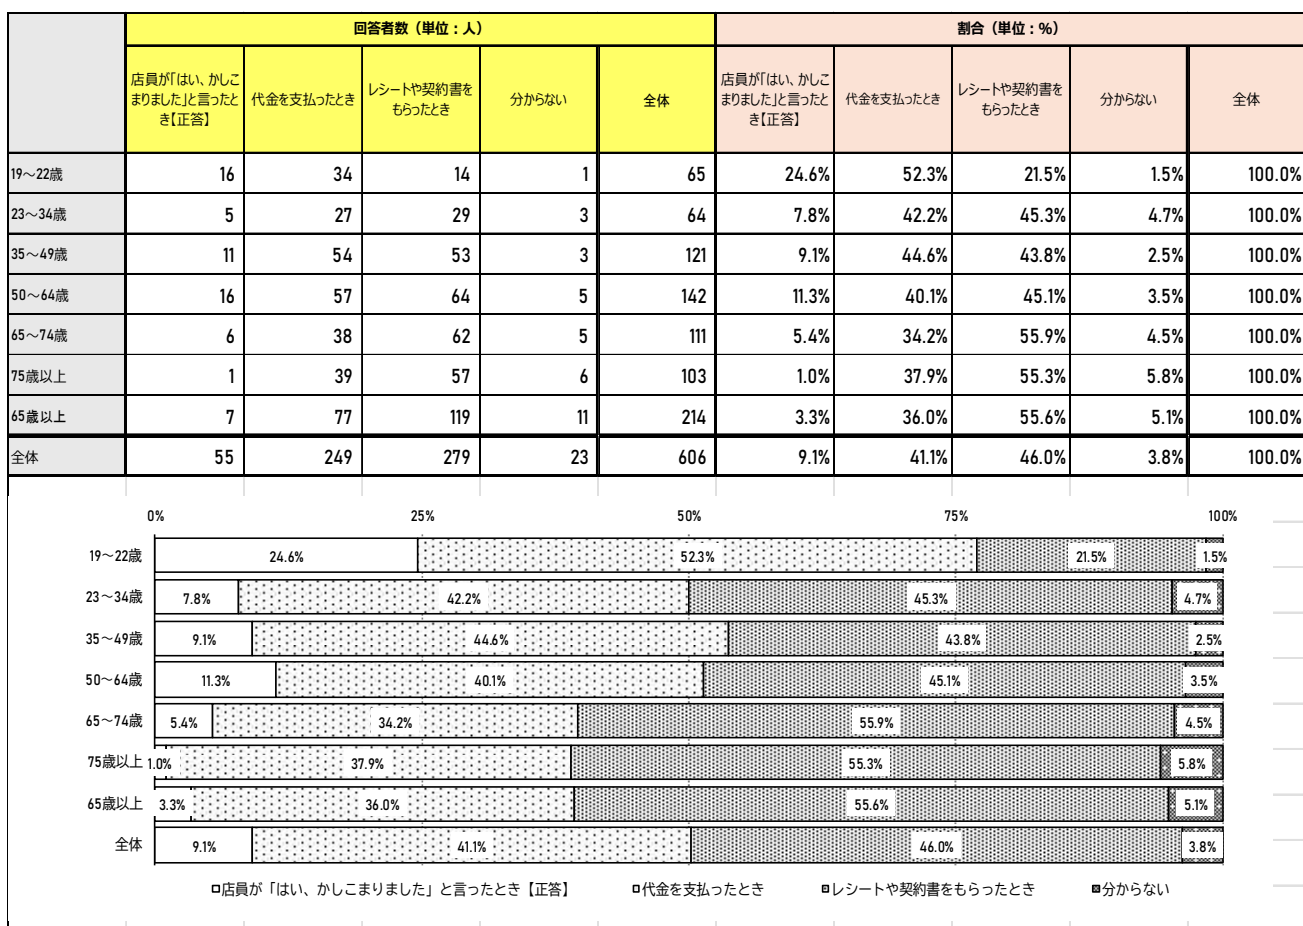 回答者数（単位：人） 割合（単位：%）
店員が「はい、かしこまりました」と言ったとき【正答】 代金を支払ったとき レシートや契約書をもらったとき 分からない 全体 店員が「はい、かしこまりました」と言ったとき【正答】 代金を支払ったとき レシートや契約書をもらったとき 分からない 全体
19～22歳 16 34 14 1 65 24.6% 52.3% 21.5% 1.5% 100.0%
23～34歳 5 27 29 3 64 7.8% 42.2% 45.3% 4.7% 100.0%
35～49歳 11 54 53 3 121 9.1% 44.6% 43.8% 2.5% 100.0%
50～64歳 16 57 64 5 142 11.3% 40.1% 45.1% 3.5% 100.0%
65～74歳 6 38 62 5 111 5.4% 34.2% 55.9% 4.5% 100.0%
75歳以上 1 39 57 6 103 1.0% 37.9% 55.3% 5.8% 100.0%
65歳以上 7 77 119 11 214 3.3% 36.0% 55.6% 5.1% 100.0%
全体 55 249 279 23 606 9.1% 41.1% 46.0% 3.8% 100.0%
0% 25% 50% 75% 100%
19～22歳 24.6% 52.3% 21.5% 1.5%
23～34歳 7.8% 42.2% 45.3% 4.7%
35～49歳 9.1% 44.6% 43.8% 2.5%
50～64歳 11.3% 40.1% 45.1% 3.5%
65～74歳 5.4% 34.2% 55.9% 4.5%
75歳以上 1.0% 37.9% 55.3% 5.8%
65歳以上 3.3% 36.0% 55.6% 5.1%
全体 9.1% 41.1% 46.0% 3.8%
店員が「はい、かしこまりました」と言ったとき【正答】 代金を支払ったとき レシートや契約書をもらったとき 分からない